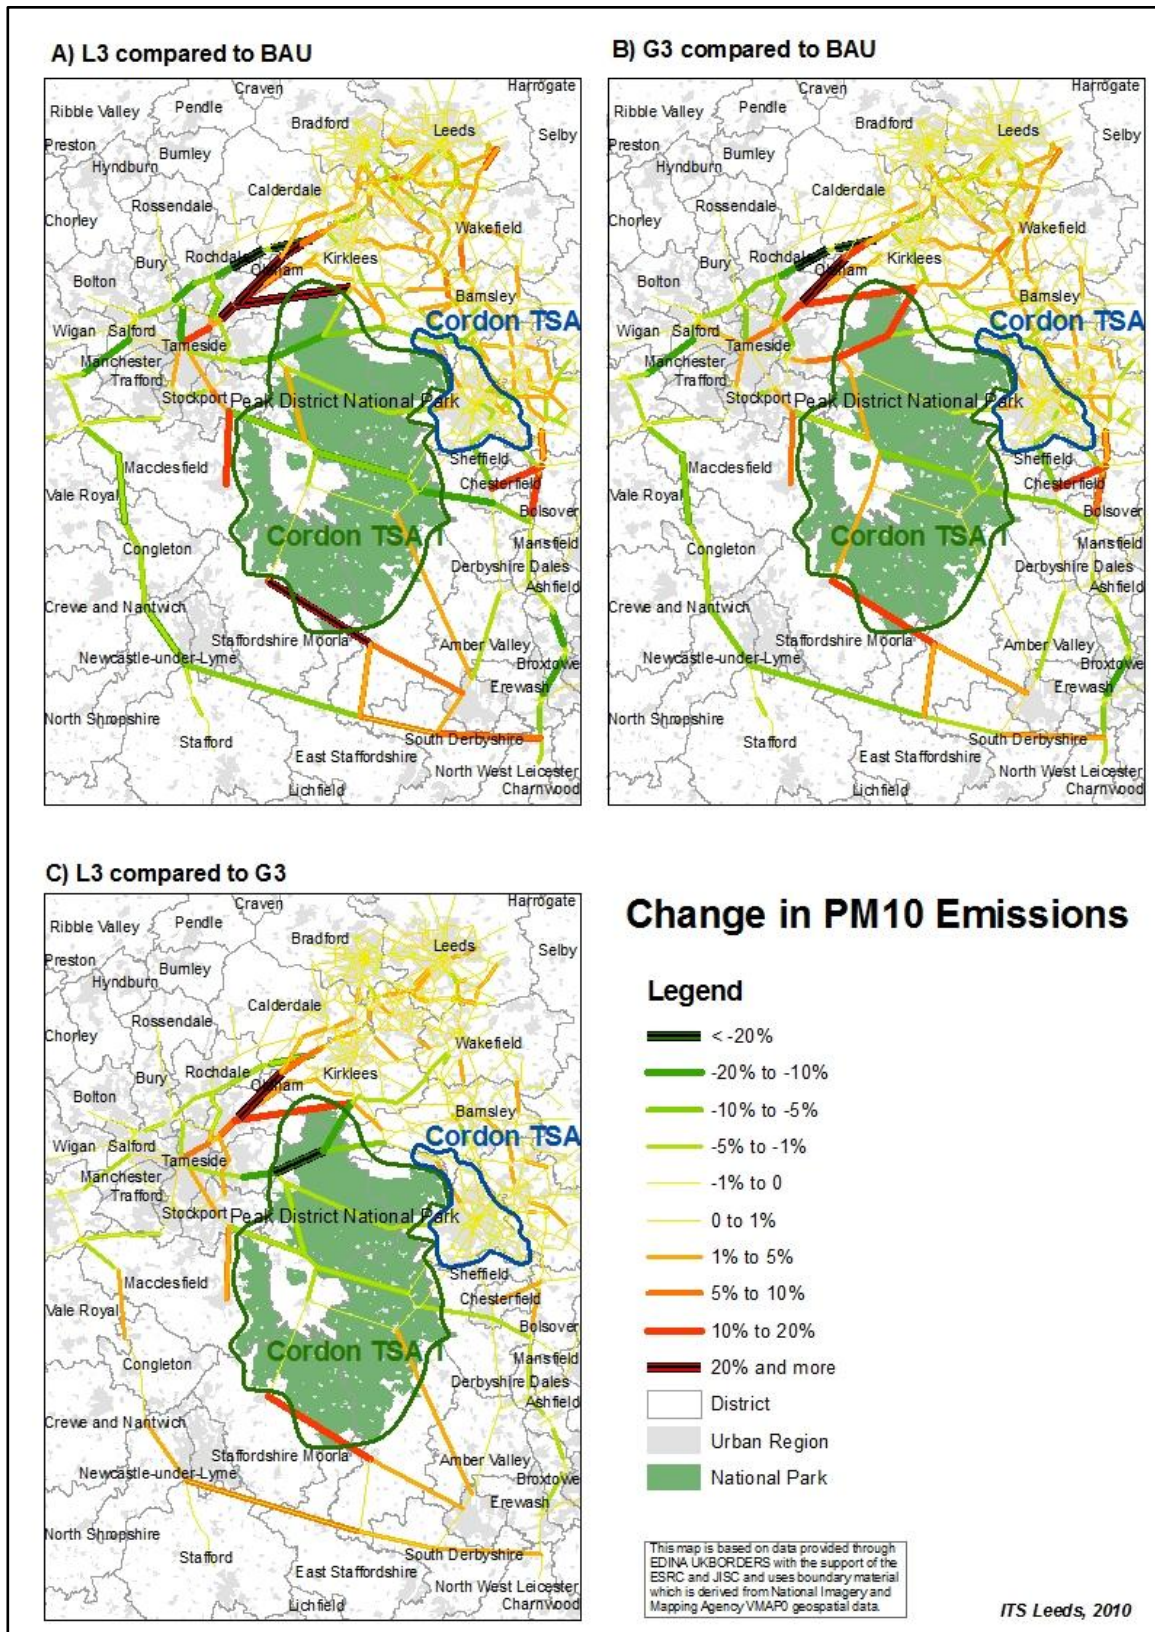 A) L3 compared to BAU
B) G3 compared to BAU
Craven
Harrogate
Ribble Valley
Pendle
Bradford
Leeds
Selby
Preston
Burnley
Hyndburn
Calderdale
Chorley
Rossendale
Wakefield
Bury
Rochdale
Oldham
Kirklees
Bolton
Barnsley
Wigan
Salford
Cordon TSA
Tameside
Manchester
Trafford
Stockport
Peak District National Park
Macclesfield
Sheffield
Chesterfield
Vale Royal
Bolsover
Cordon TSA 1
Mansfield
Congleton
Derbyshire Dales
Ashfield
Crewe and Nantwich
Staffordshire Moorla
Amber Valley
Newcastle-under-Lyme
Broxtowe
Erewash
North Shropshire
Stafford
South Derbyshire
East Staffordshire
North West Leicester
Lichfield
Charnwood
Craven
Harrogate
Ribble Valley
Pendle
Bradford
Leeds
Selby
Preston
Burnley
Hyndburn
Calderdale
Chorley
Rossendale
Wakefield
Bury
Rochdale
Oldham
Kirklees
Bolton
Barnsley
Wigan
Salford
Cordon TSA
Tameside
Manchester
Trafford
Stockport
Peak District National Park
Macclesfield
Sheffield
Chesterfield
Vale Royal
Bolsover
Cordon TSA 1
Mansfield
Congleton
Derbyshire Dales
Ashfield
Crewe and Nantwich
Staffordshire Moorla
Amber Valley
Newcastle-under-Lyme
Broxtowe
Erewash
North Shropshire
Stafford
South Derbyshire
East Staffordshire
North West Leicester
Lichfield
Charnwood
C) L3 compared to G3
Craven
Harrogate
Ribble Valley
Pendle
Bradford
Leeds
Selby
Preston
Burnley
Hyndburn
Calderdale
Chorley
Rossendale
Wakefield
Bury
Rochdale
Oldham
Kirklees
Bolton
Barnsley
Wigan
Salford
Cordon TSA
Tameside
Manchester
Trafford
Stockport
Peak District National Park
Macclesfield
Sheffield
Chesterfield
Vale Royal
Bolsover
Cordon TSA 1
Mansfield
Congleton
Derbyshire Dales
Ashfield
Crewe and Nantwich
Staffordshire Moorla
Amber Valley
Newcastle-under-Lyme
Broxtowe
Erewash
North Shropshire
Stafford
South Derbyshire
East Staffordshire
North West Leicester
Lichfield
Charnwood
Change in PM10 Emissions
Legend
< -20%
-20% to -10%
-10% to -5%
-5% to -1%
-1% to 0
0 to 1%
1% to 5%
5% to 10%
10% to 20%
20% and more
District
Urban Region
National Park
This map is based on data provided through
EDINA UKBORDERS with the support of the
ESRC and JISC and uses boundary material
which is derived from National Imagery and
Mapping Agency VMAP0 geospatial data.
ITS Leeds, 2010